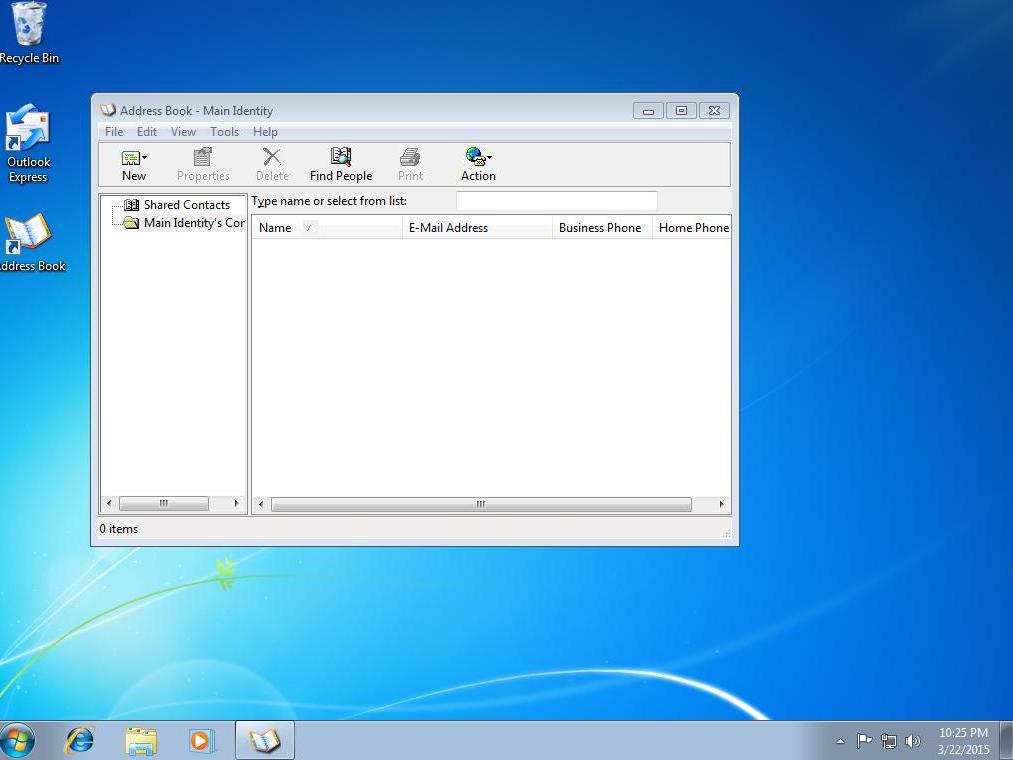 Recycle Bin
Outlook
Express
Address Book
Address Book - Main Identity
File Edit View Tools Help
New Properties Delete Find People Print Action
Shared Contacts
Main Identity's Cor
Type name or select from list:
Name E-Mail Address Business Phone Home Phone
0 items
10:25 PM
3/22/2015